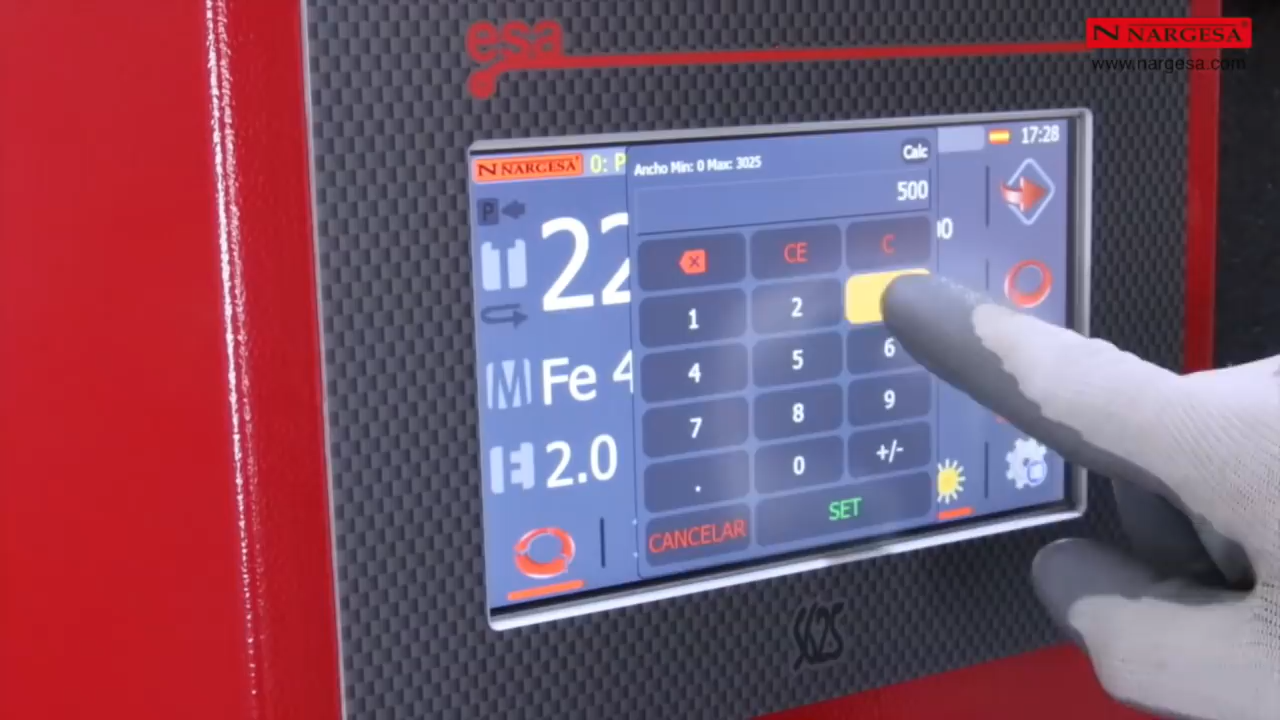 esa
NARGESA
www.nargesa.com
NARGESA 0: P
Ancho Min: 0 Max: 3025
Calc
17:28
500
P
22
CE
C
1
2
4
5
6
7
8
9
.
0
+/-
CANCELAR
SET
M Fe 4
2.0